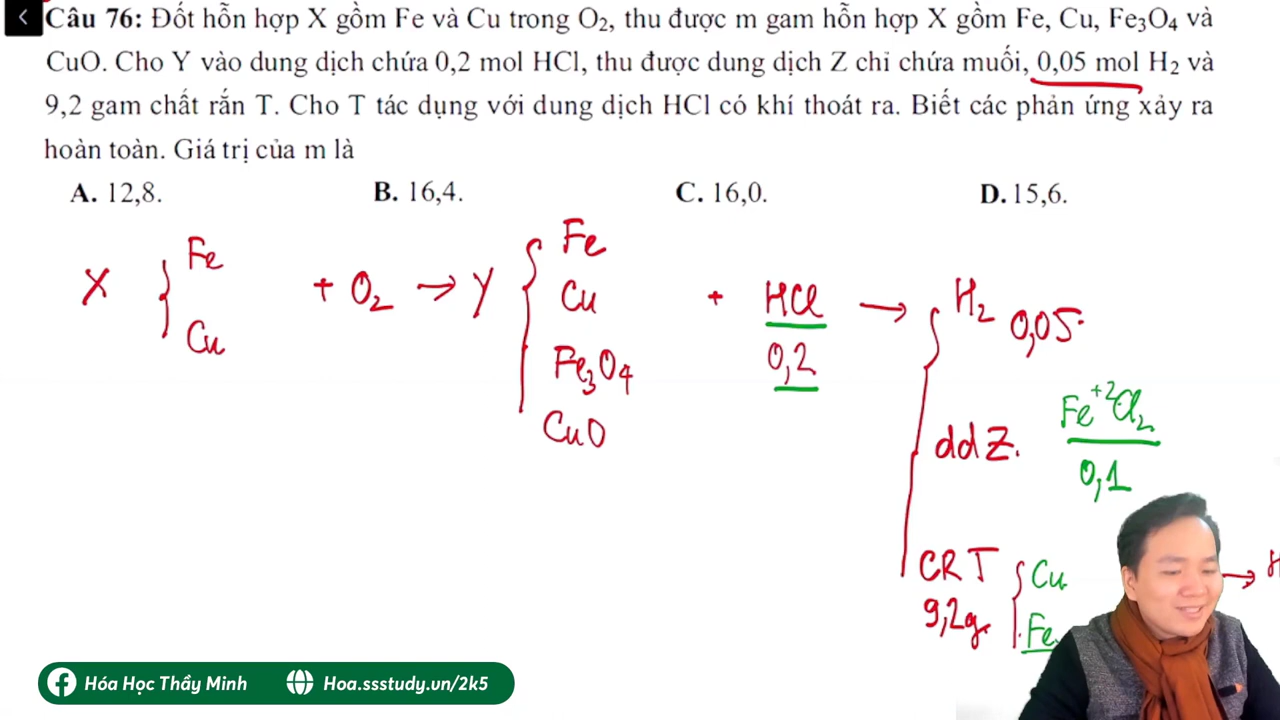 Câu 76: Đốt hỗn hợp X gồm Fe và Cu trong O₂, thu được m gam hỗn hợp X gồm Fe, Cu, Fe₃O₄ và
CuO. Cho Y vào dung dịch chứa 0,2 mol HCl, thu được dung dịch Z chỉ chứa muối, 0,05 mol H₂ và
9,2 gam chất rắn T. Cho T tác dụng với dung dịch HCl có khí thoát ra. Biết các phản ứng xảy ra
hoàn toàn. Giá trị của m là
A. 12,8. B. 16,4. C. 16,0. D. 15,6.
X { Fe Cu + O₂ → Y { Fe Cu Fe₃O₄ CuO + HCl 0,2 → { H₂ 0,05
ddZ. Fe⁺²Cl₂ 0,1
CRT 9,2g. { Cu Fe →
Hóa Học Thầy Minh Hoa.ssstudy.vn/2k5